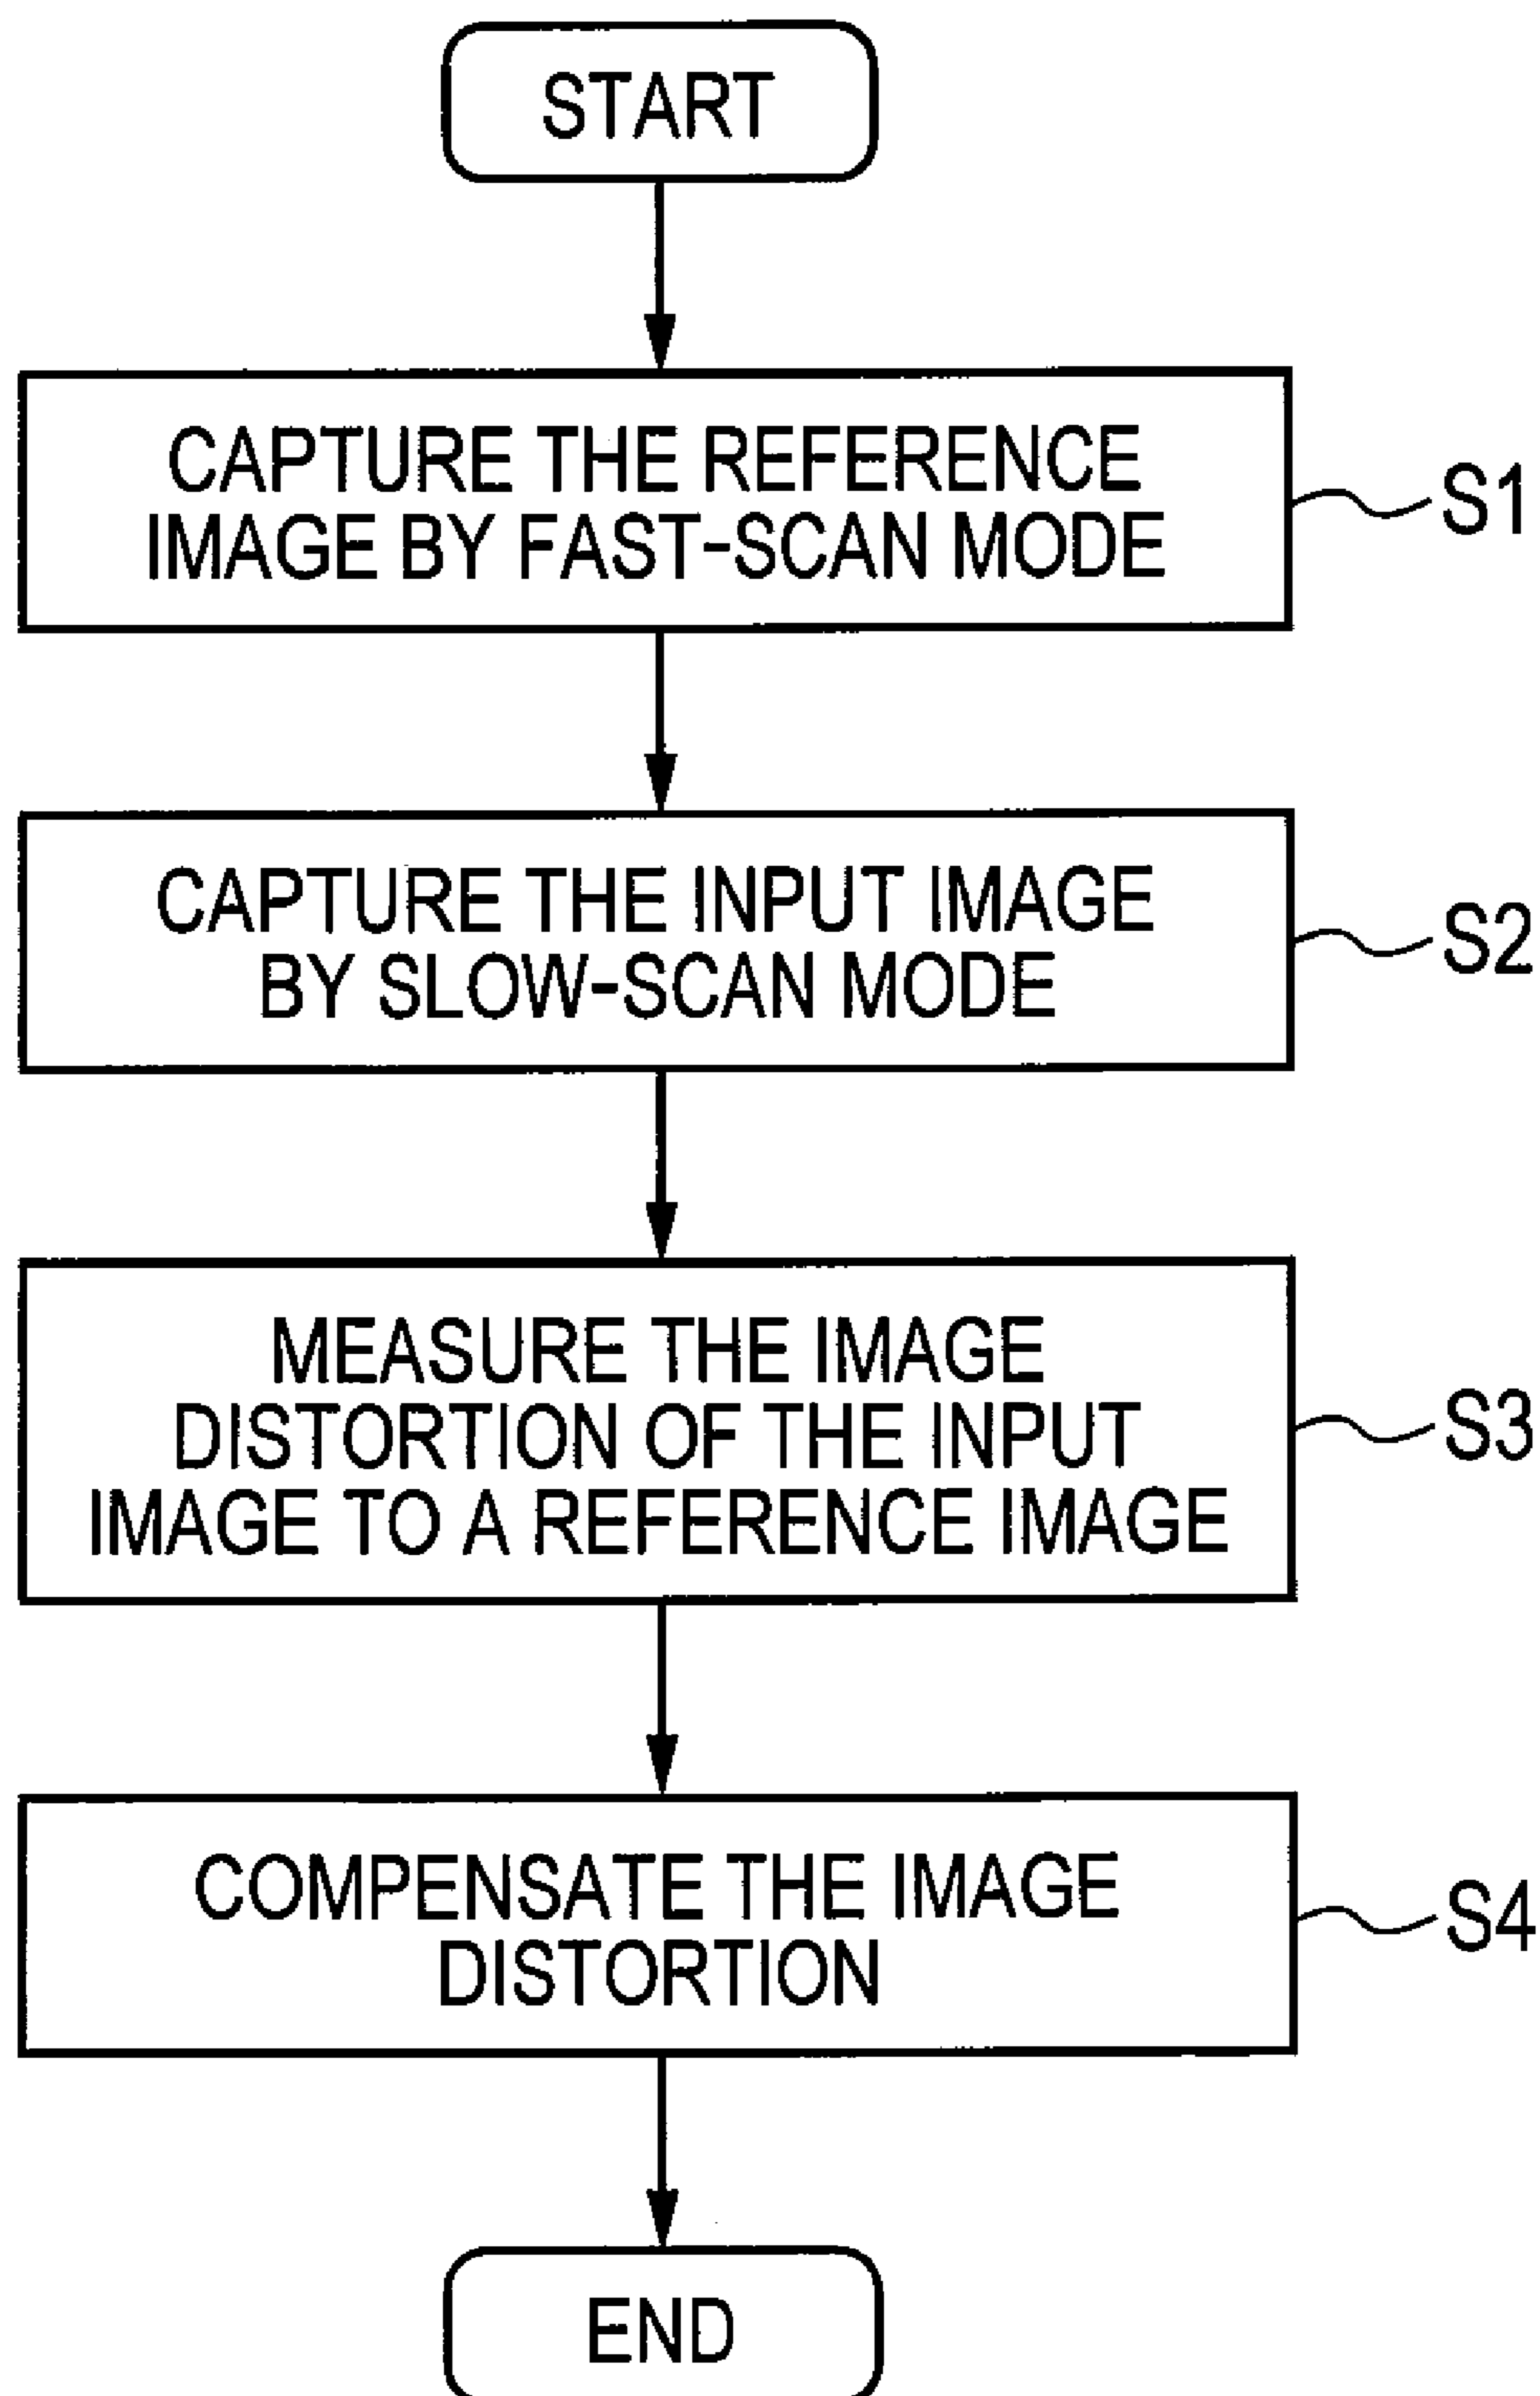 START
CAPTURE THE REFERENCE
IMAGE BY FAST-SCAN MODE
S1
CAPTURE THE INPUT IMAGE
BY SLOW-SCAN MODE
S2
MEASURE THE IMAGE
DISTORTION OF THE INPUT
IMAGE TO A REFERENCE IMAGE
S3
COMPENSATE THE IMAGE
DISTORTION
S4
END